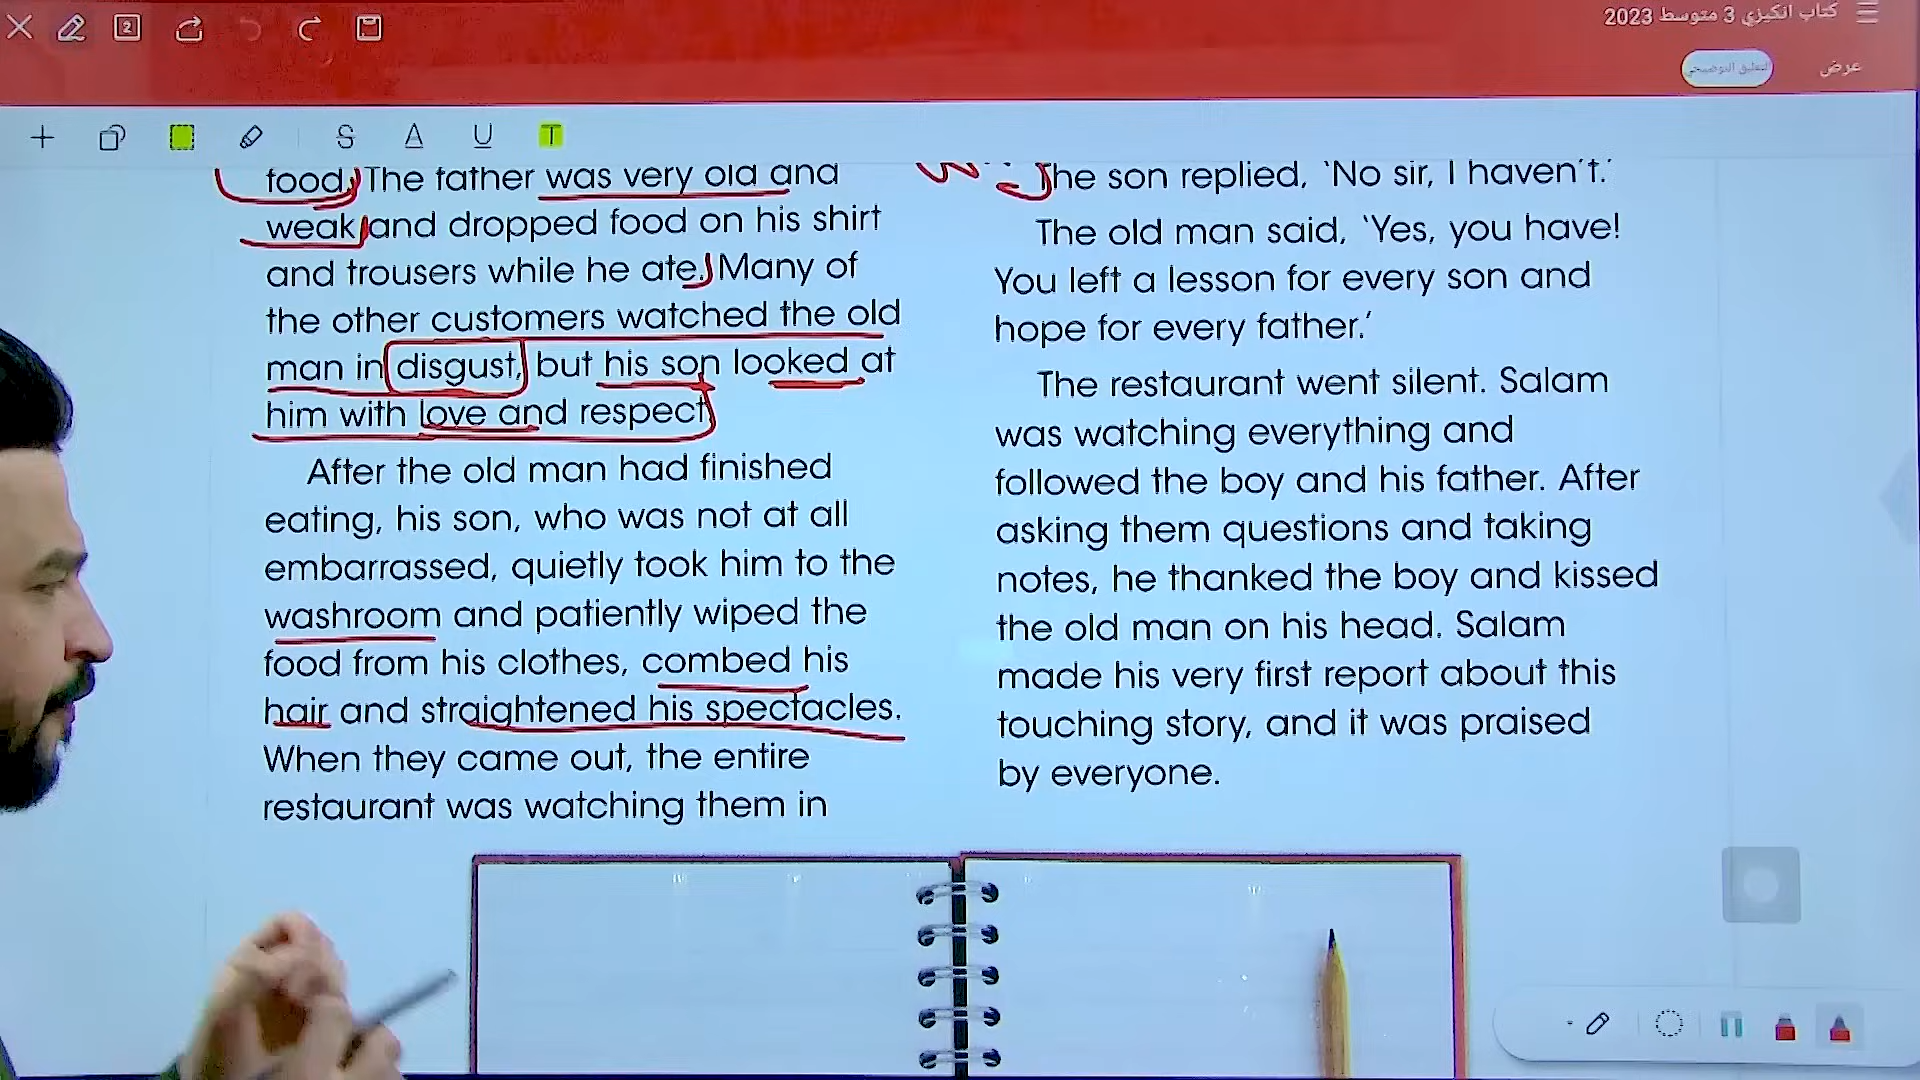 كتاب انكيزي 3 متوسط 2023
عرض
التعليق التوضيحي
2
S A U T
food. The father was very old and
weak and dropped food on his shirt
and trousers while he ate. Many of
the other customers watched the old
man in disgust, but his son looked at
him with love and respect
After the old man had finished
eating, his son, who was not at all
embarrassed, quietly took him to the
washroom and patiently wiped the
food from his clothes, combed his
hair and straightened his spectacles.
When they came out, the entire
restaurant was watching them in
The son replied, ‘No sir, I haven’t.’
The old man said, ‘Yes, you have!
You left a lesson for every son and
hope for every father.’
The restaurant went silent. Salam
was watching everything and
followed the boy and his father. After
asking them questions and taking
notes, he thanked the boy and kissed
the old man on his head. Salam
made his very first report about this
touching story, and it was praised
by everyone.